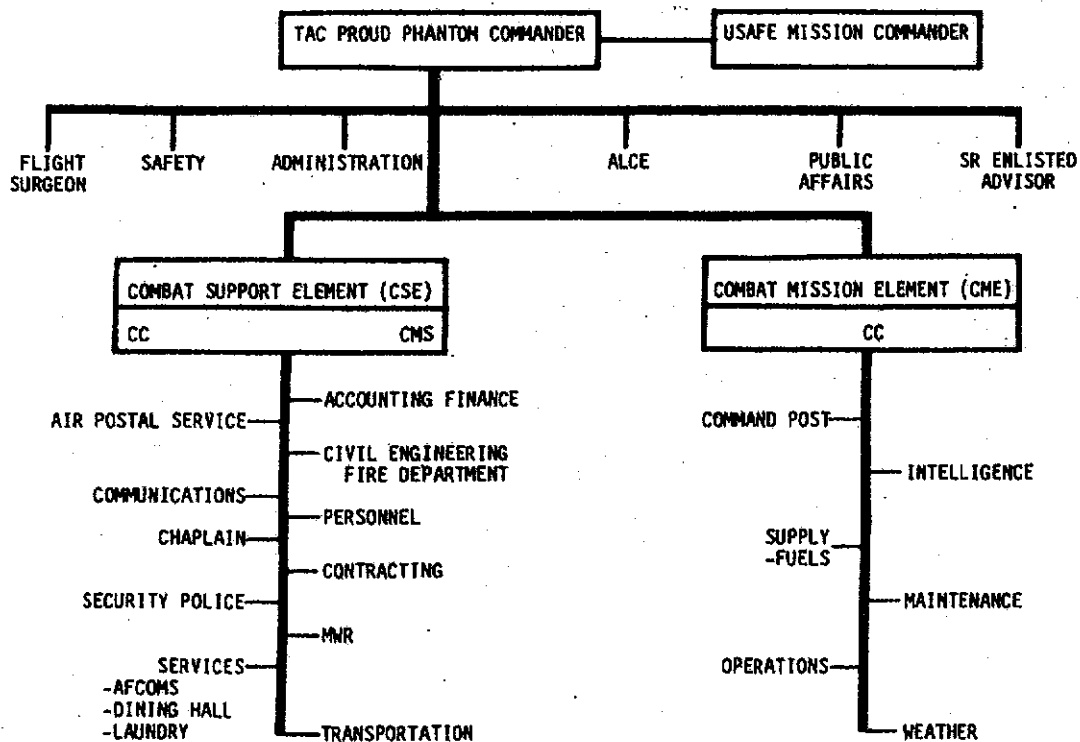 TAC PROUD PHANTOM COMMANDER
USAFE MISSION COMMANDER
FLIGHT
SURGEON
SAFETY
ADMINISTRATION
ALCE
PUBLIC
AFFAIRS
SR ENLISTED
ADVISOR
COMBAT SUPPORT ELEMENT (CSE)
CC CMS
ACCOUNTING FINANCE
AIR POSTAL SERVICE
CIVIL ENGINEERING
FIRE DEPARTMENT
COMMUNICATIONS
PERSONNEL
CHAPLAIN
CONTRACTING
SECURITY POLICE
MWR
SERVICES
-AFCOMS
-DINING HALL
-LAUNDRY
TRANSPORTATION
COMBAT MISSION ELEMENT (CME)
CC
COMMAND POST
INTELLIGENCE
SUPPLY
-FUELS
MAINTENANCE
OPERATIONS
WEATHER